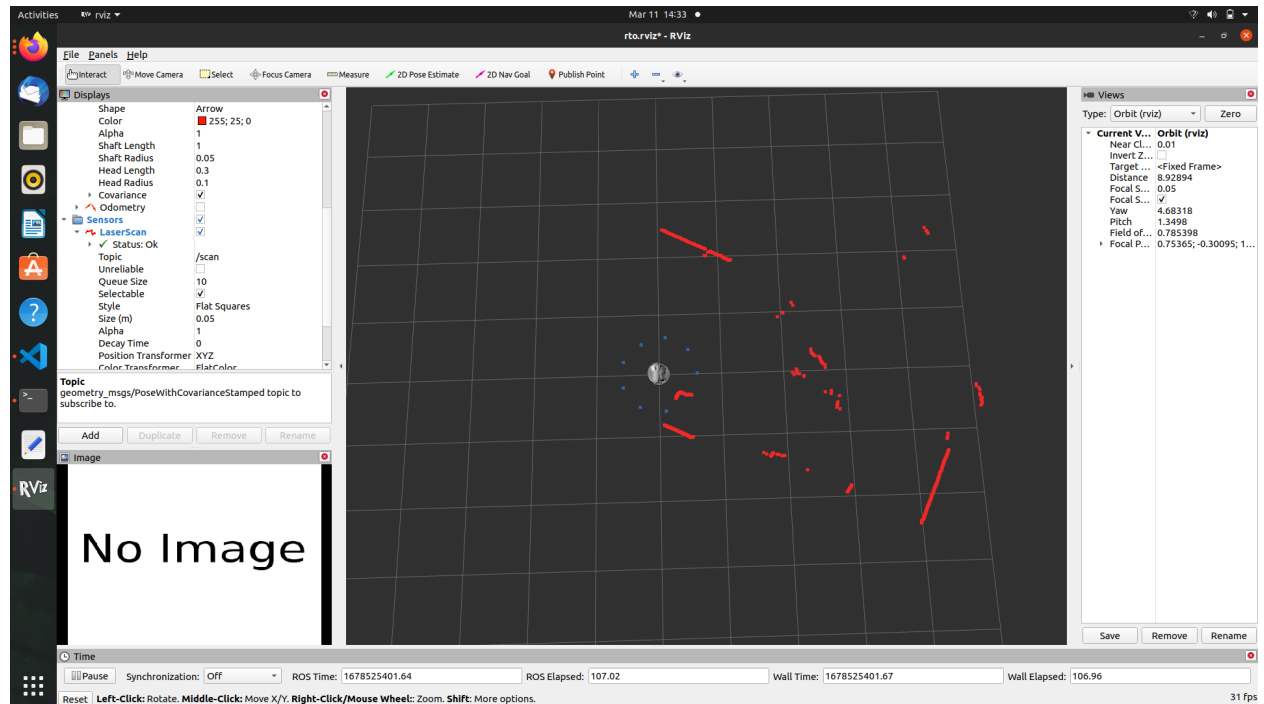 Activities
RViz rviz
Mar 11 14:33
rto.rviz* - RViz
File Panels Help
Interact Move Camera Select Focus Camera Measure 2D Pose Estimate 2D Nav Goal Publish Point
Displays
Shape Arrow
Color 255; 25; 0
Alpha 1
Shaft Length 1
Shaft Radius 0.05
Head Length 0.3
Head Radius 0.1
Covariance
Odometry
Sensors
LaserScan
Status: Ok
Topic /scan
Unreliable
Queue Size 10
Selectable
Style Flat Squares
Size (m) 0.05
Alpha 1
Decay Time 0
Position Transformer XYZ
Color Transformer FlatColor
Topic
geometry_msgs/PoseWithCovarianceStamped topic to
subscribe to.
Add Duplicate Remove Rename
Image
No Image
RViz
Views
Type: Orbit (rviz) Zero
Current V... Orbit (rviz)
Near Cl... 0.01
Invert Z...
Target ... <Fixed Frame>
Distance 8.92894
Focal S... 0.05
Focal S...
Yaw 4.68318
Pitch 1.3498
Field of... 0.785398
Focal P... 0.75365; -0.30095; 1...
Save Remove Rename
Time
Pause Synchronization: Off ROS Time: 1678525401.64 ROS Elapsed: 107.02 Wall Time: 1678525401.67 Wall Elapsed: 106.96
Reset Left-Click: Rotate. Middle-Click: Move X/Y. Right-Click/Mouse Wheel:: Zoom. Shift: More options. 31 fps